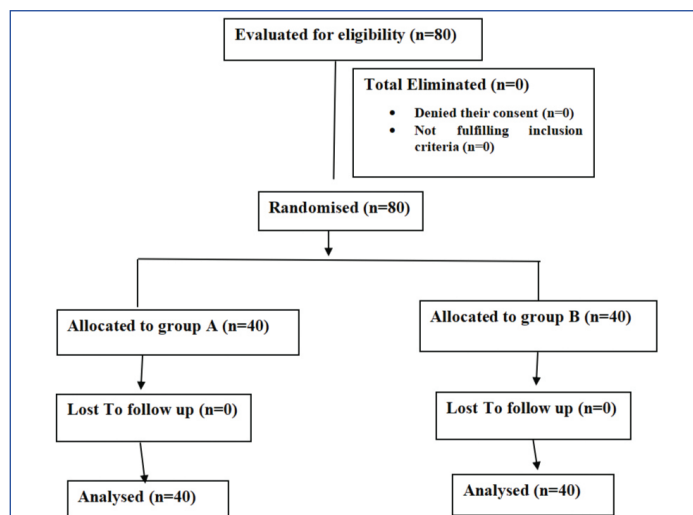 Evaluated for eligibility (n=80)
Total Eliminated (n=0)
• Denied their consent (n=0)
• Not fulfilling inclusion
criteria (n=0)
Randomised (n=80)
Allocated to group A (n=40)
Allocated to group B (n=40)
Lost To follow up (n=0)
Lost To follow up (n=0)
Analysed (n=40)
Analysed (n=40)